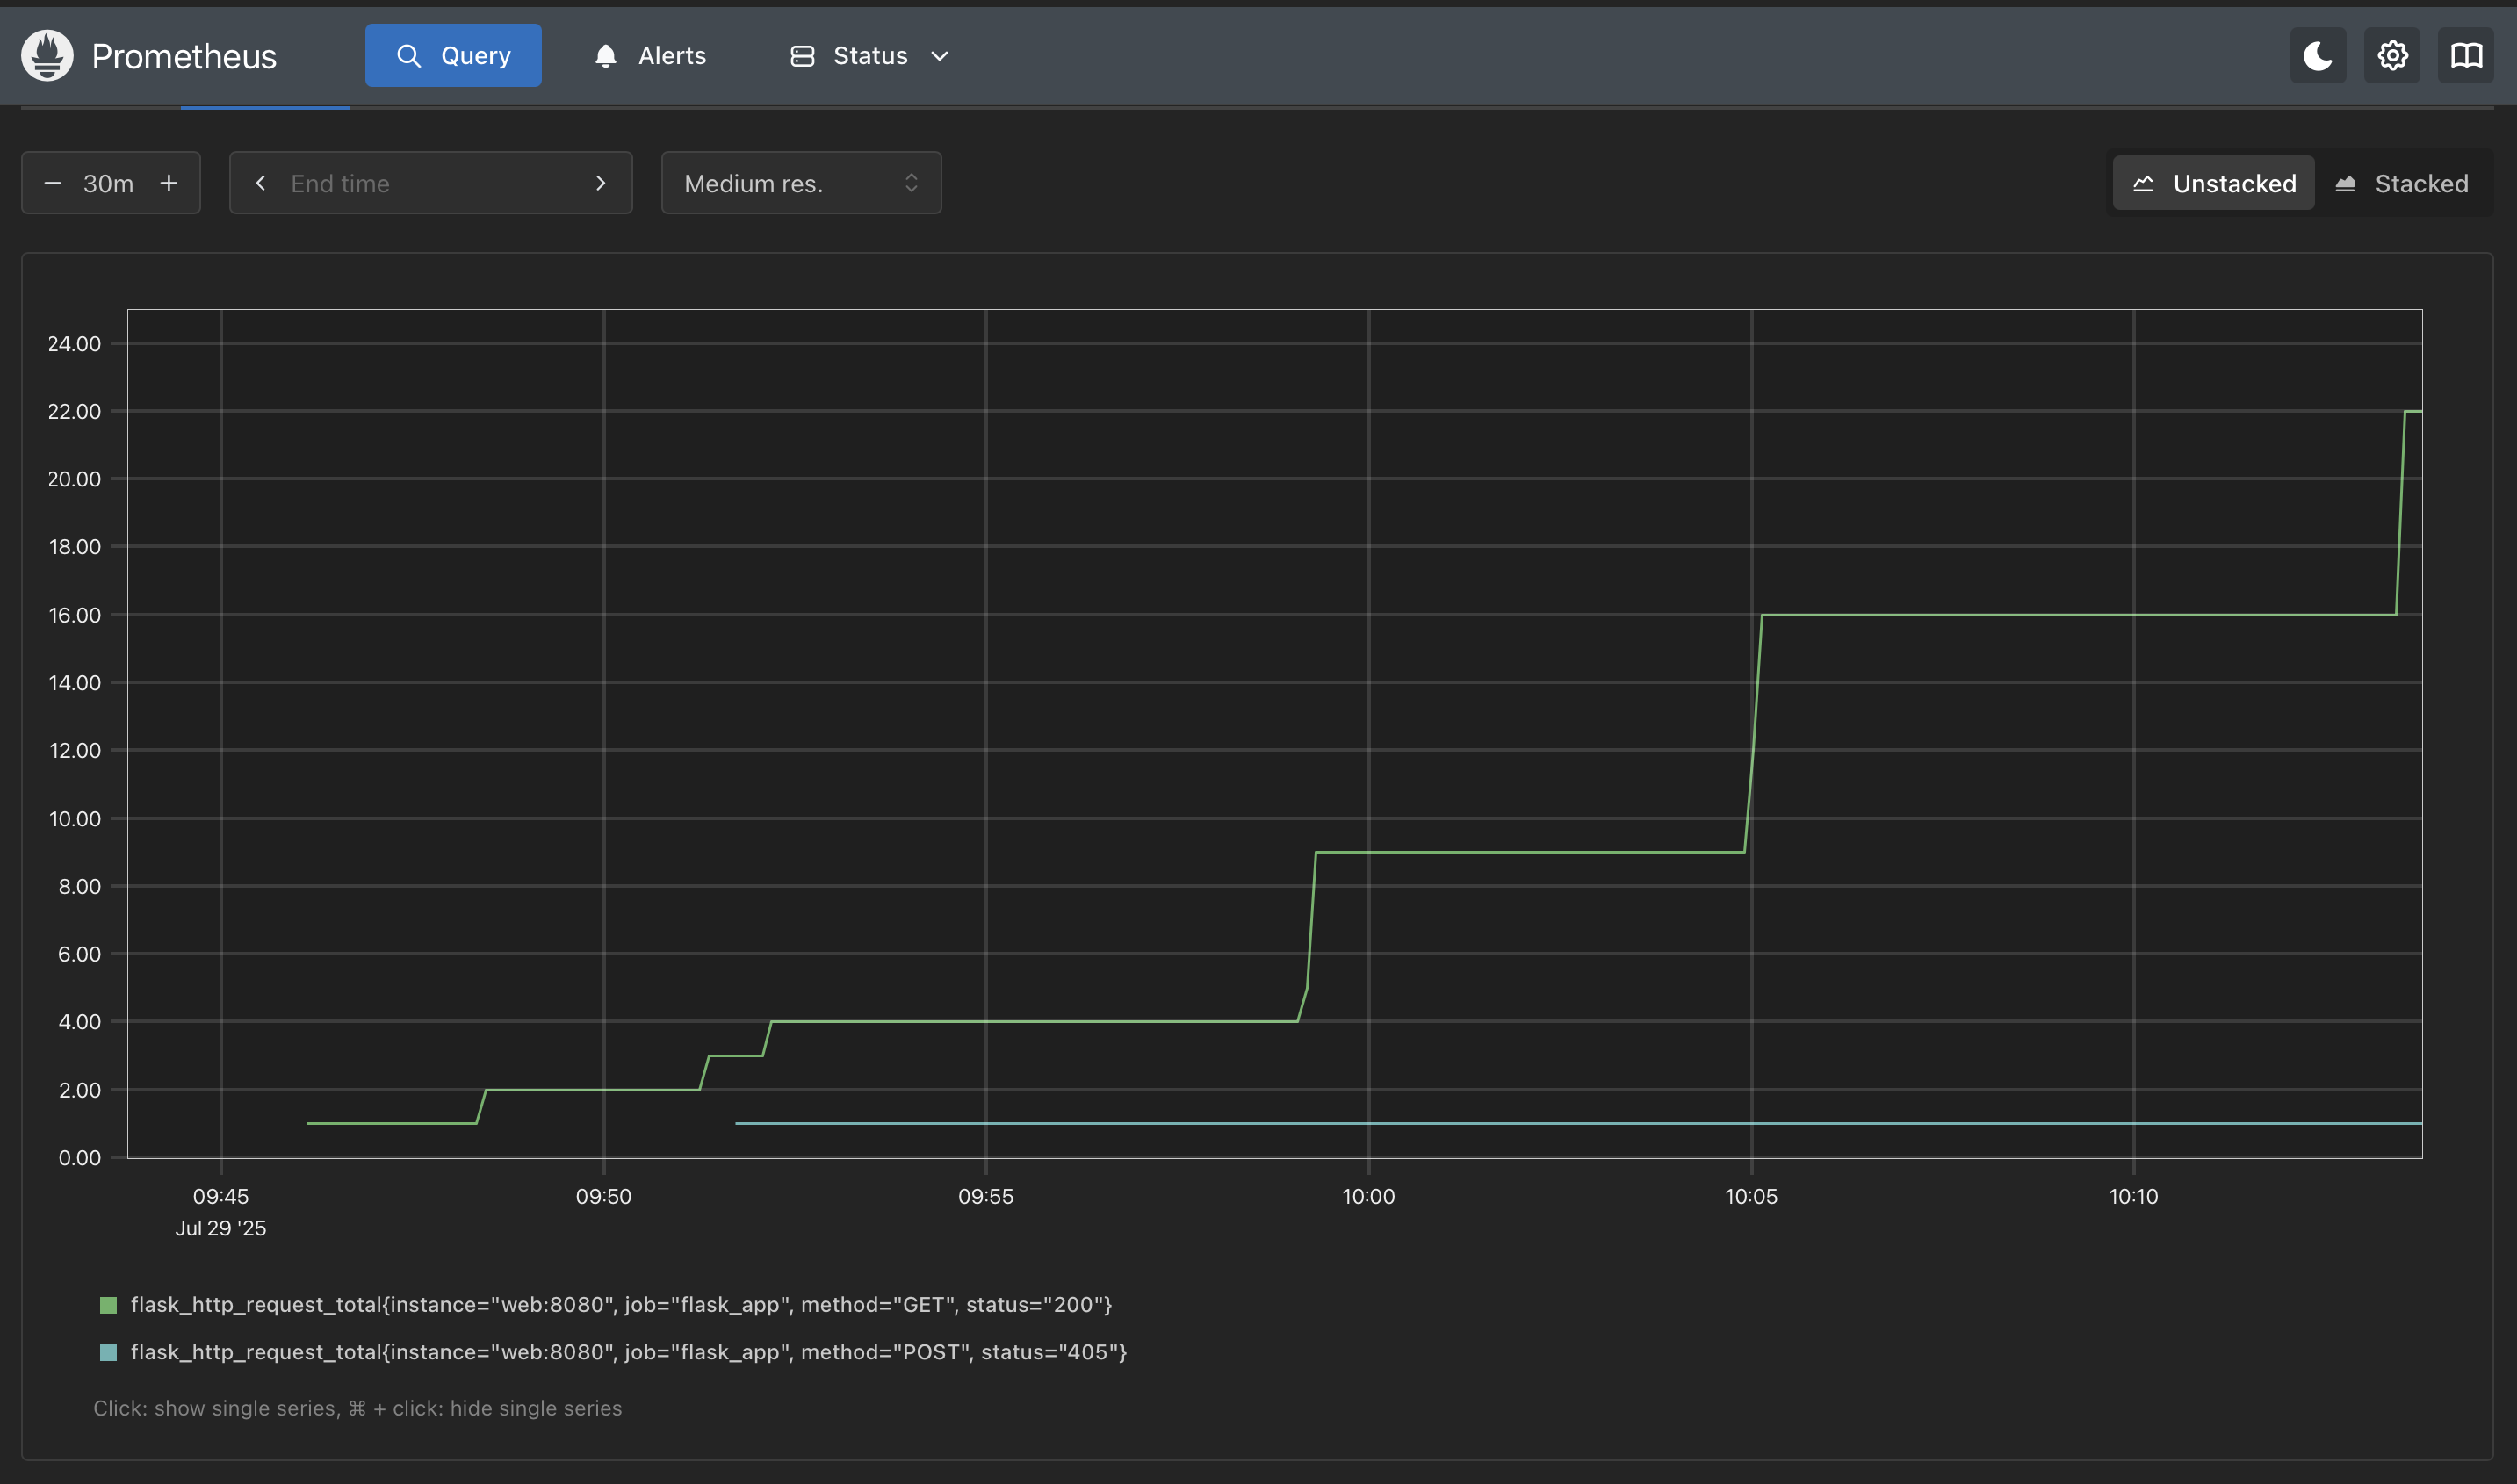 Prometheus Query Alerts Status
30m End time Medium res. Unstacked Stacked
24.00
22.00
20.00
18.00
16.00
14.00
12.00
10.00
8.00
6.00
4.00
2.00
0.00
09:45 09:50 09:55 10:00 10:05 10:10
Jul 29 '25
flask_http_request_total{instance="web:8080", job="flask_app", method="GET", status="200"}
flask_http_request_total{instance="web:8080", job="flask_app", method="POST", status="405"}
Click: show single series, ⌘ + click: hide single series